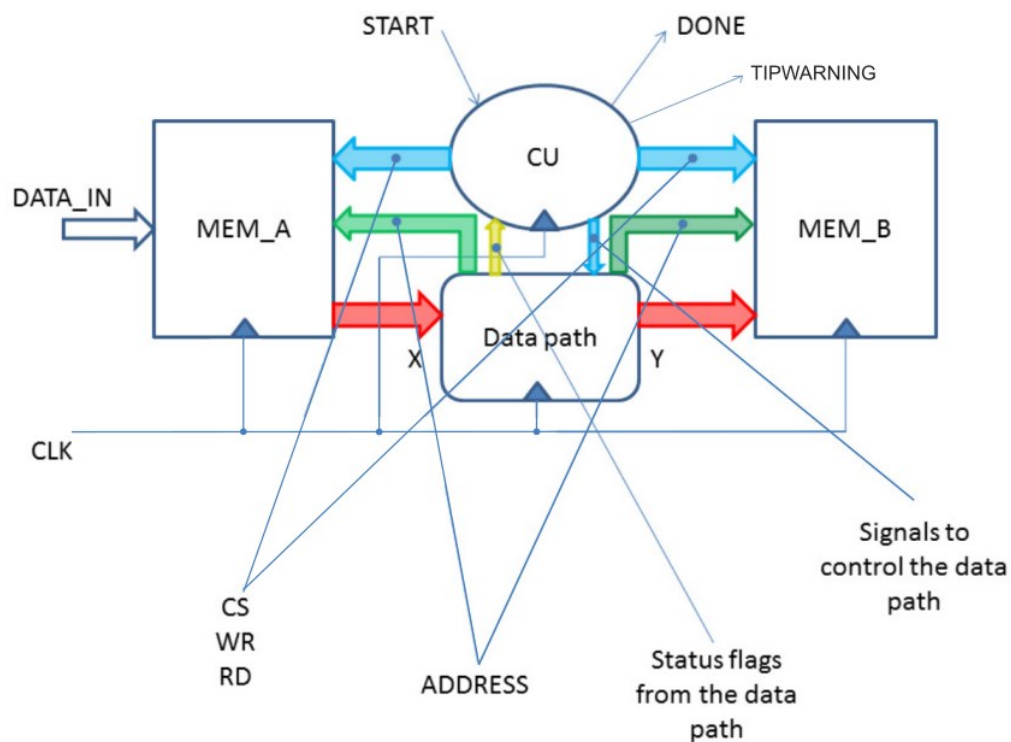 START
DONE
TIPWARNING
CU
DATA_IN
MEM_A
MEM_B
Data path
X
Y
CLK
Signals to
control the data
path
CS
WR
RD
ADDRESS
Status flags
from the data
path